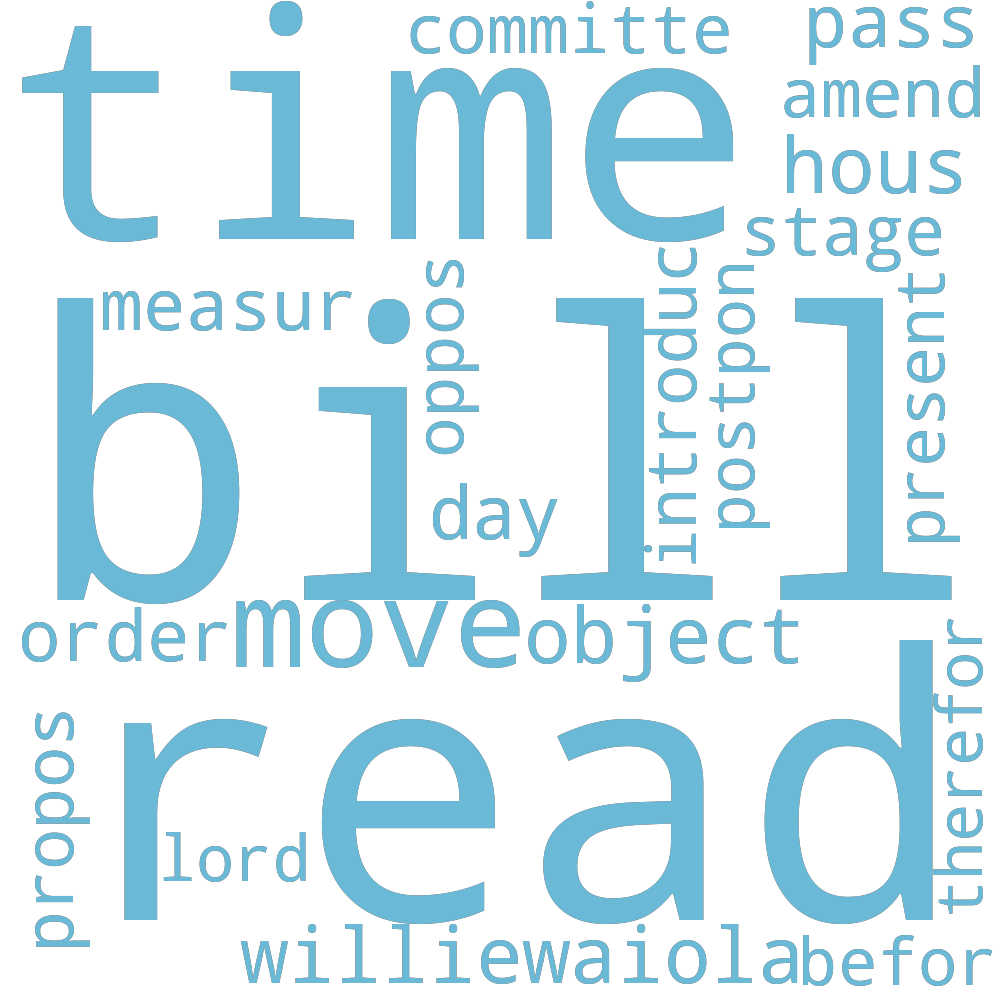 committe
pass
time
amend
hous
stage
measur
oppos
introduc
postpon
present
bill
day
order
move
object
therefor
propos
read
lord
williewaiola
befor